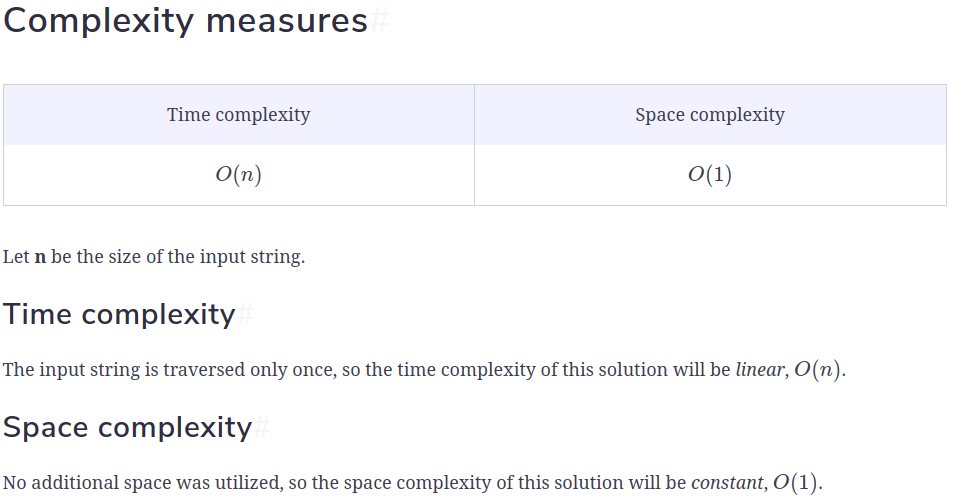 Complexity measures#
Time complexity Space complexity
O(n) O(1)
Let n be the size of the input string.
Time complexity#
The input string is traversed only once, so the time complexity of this solution will be linear, O(n).
Space complexity#
No additional space was utilized, so the space complexity of this solution will be constant, O(1).